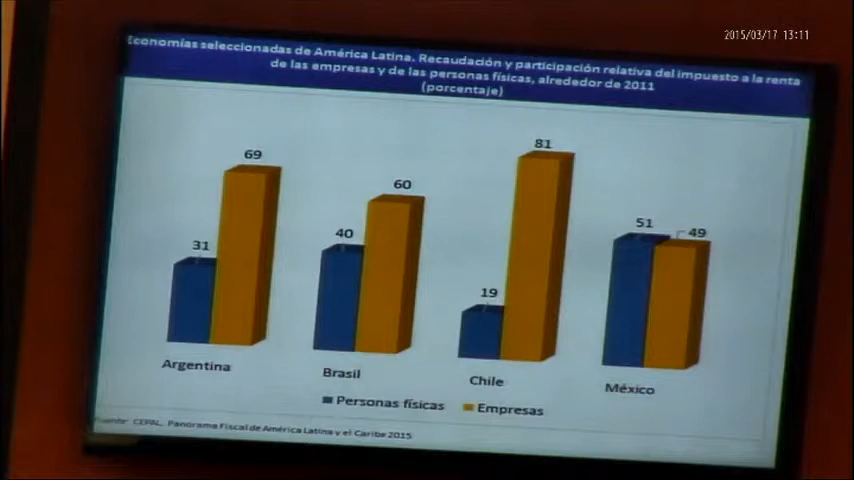 2015/03/17 13:11
Economías seleccionadas de América Latina. Recaudación y participación relativa del impuesto a la renta
de las empresas y de las personas físicas, alrededor de 2011
(porcentaje)
69
31
60
40
81
19
51
49
Argentina
Brasil
Chile
México
Personas físicas
Empresas
Fuente: CEPAL, Panorama Fiscal de América Latina y el Caribe 2015